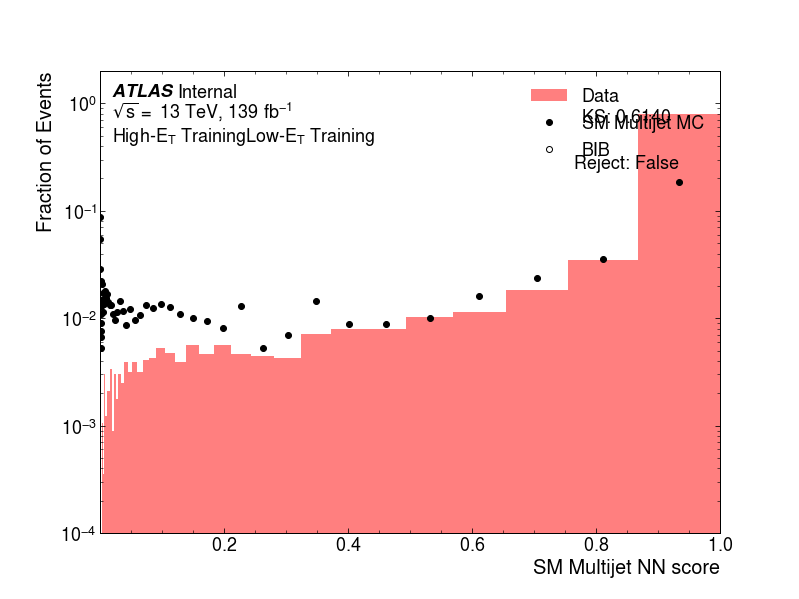 ATLAS Internal
√s = 13 TeV, 139 fb⁻¹
High-E_T TrainingLow-E_T Training
Data
KS: 0.6140
SM Multijet MC
BIB
Reject: False
Fraction of Events
10⁰
10⁻¹
10⁻²
10⁻³
10⁻⁴
0.2 0.4 0.6 0.8 1.0
SM Multijet NN score